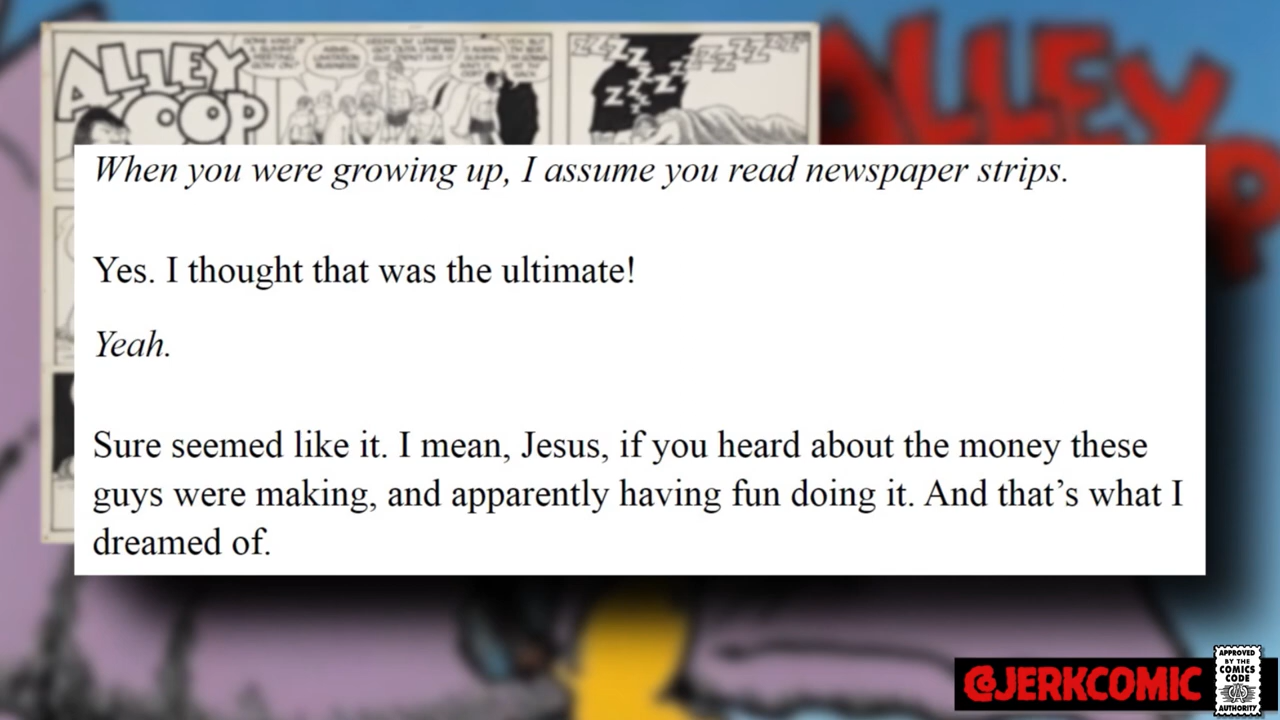 ALLEY
OOP
ZZZZ
ALLEY
When you were growing up, I assume you read newspaper strips.
Yes. I thought that was the ultimate!
Yeah.
Sure seemed like it. I mean, Jesus, if you heard about the money these
guys were making, and apparently having fun doing it. And that’s what I
dreamed of.
@JERKCOMIC
APPROVED
BY THE
COMICS
CODE
AUTHORITY